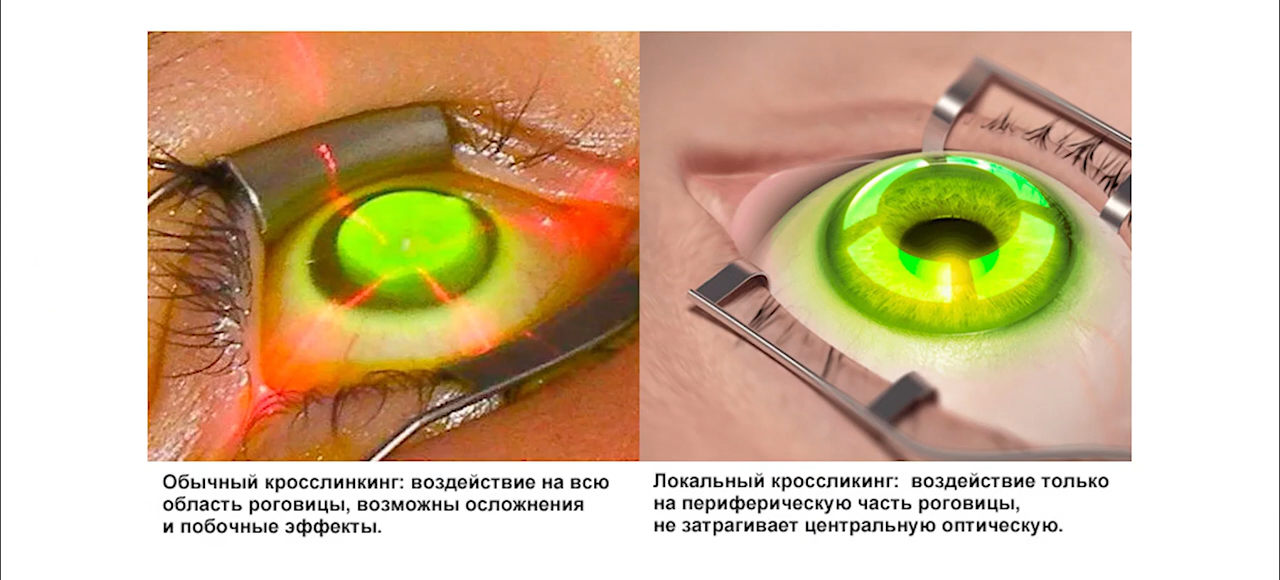 Обычный кросслинкинг: воздействие на всю
область роговицы, возможны осложнения
и побочные эффекты.
Локальный кроссликинг: воздействие только
на периферическую часть роговицы,
не затрагивает центральную оптическую.